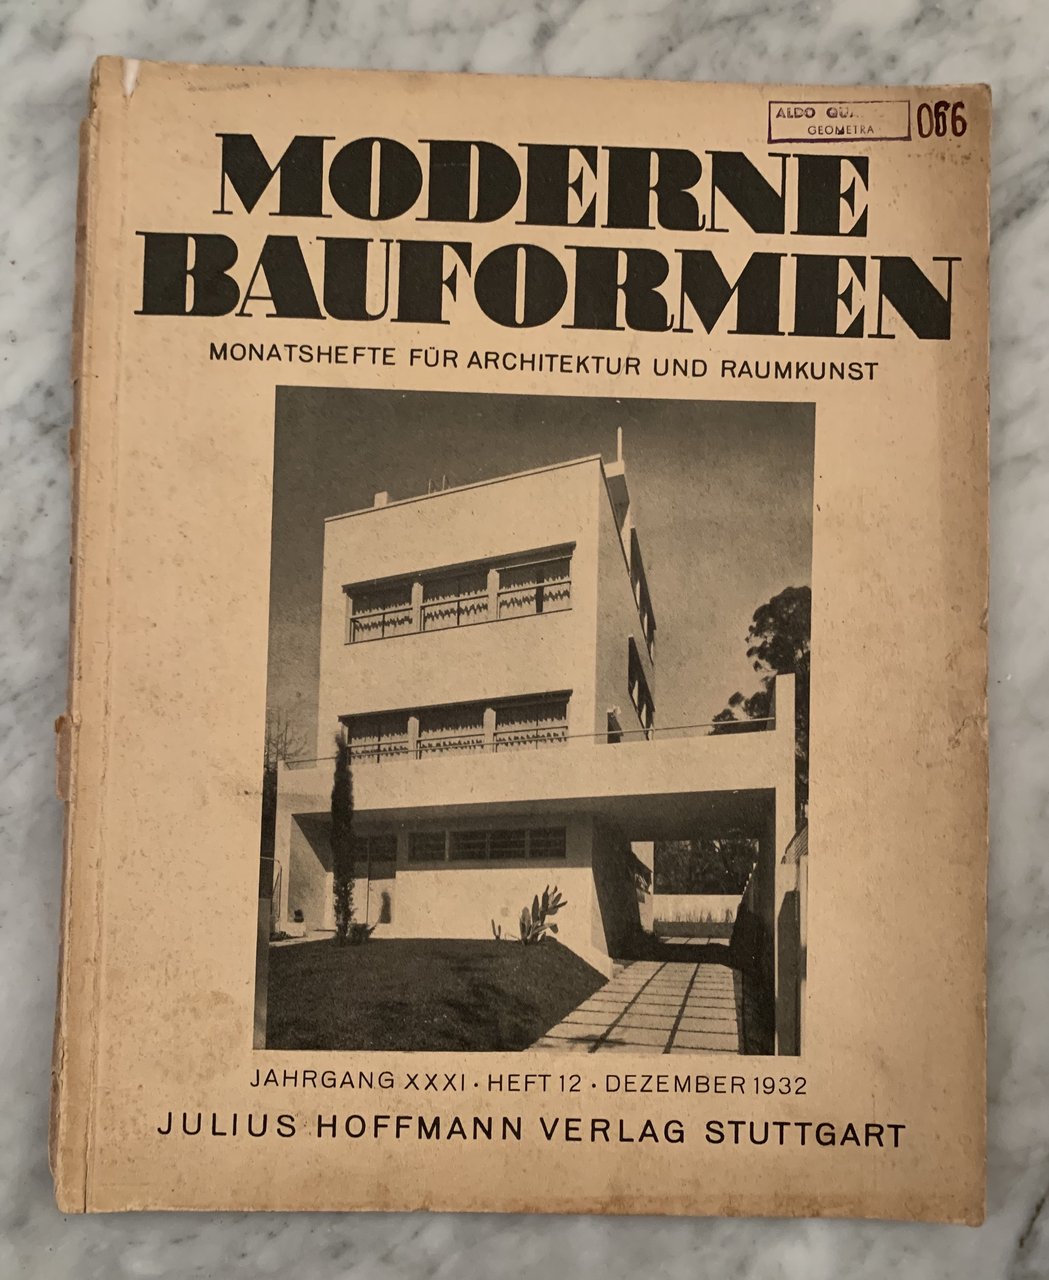 ALDO
GEOMETRA
066
MODERNE
BAUFORMEN
MONATSHEFTE FÜR ARCHITEKTUR UND RAUMKUNST
JAHRGANG XXXI · HEFT 12 · DEZEMBER 1932
JULIUS HOFFMANN VERLAG STUTTGART